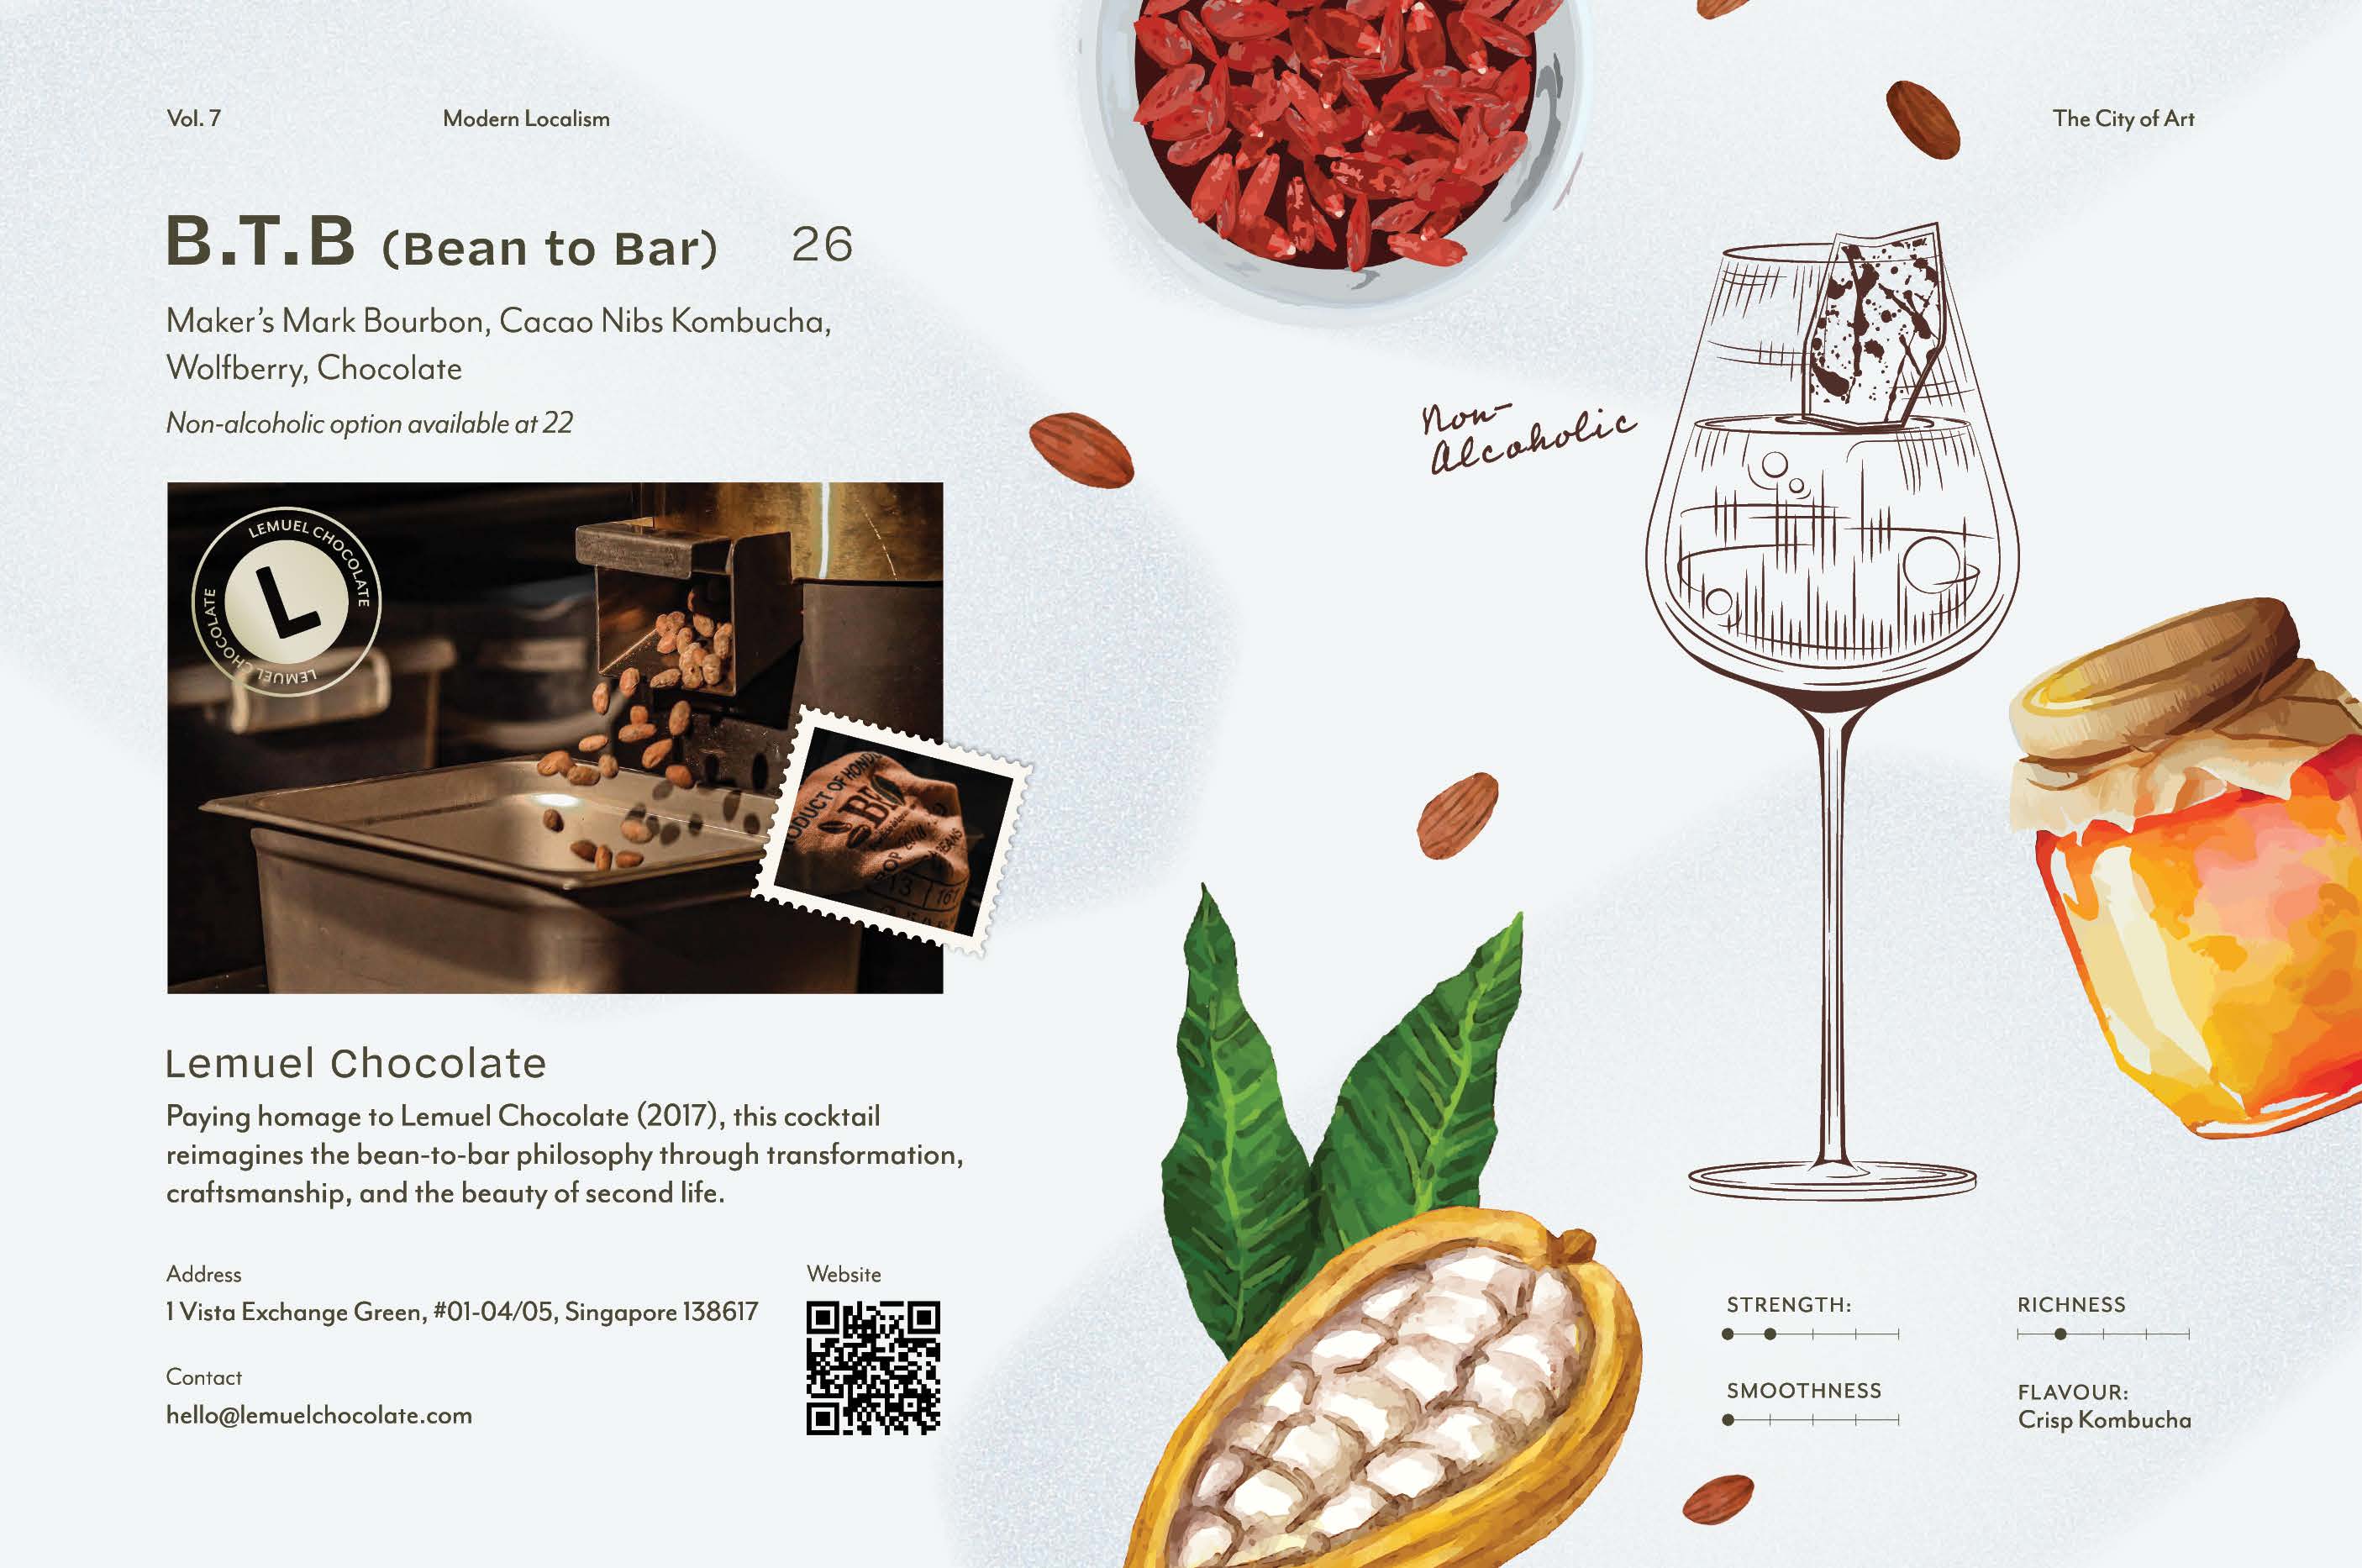 Vol. 7
Modern Localism
The City of Art
B.T.B (Bean to Bar) 26
Maker's Mark Bourbon, Cacao Nibs Kombucha,
Wolfberry, Chocolate
Non-alcoholic option available at 22
Non-
Alcoholic
LEMUEL CHOCOLATE
LEMUEL CHOCOLATE
L
PRODUCT OF
13
161
Lemuel Chocolate
Paying homage to Lemuel Chocolate (2017), this cocktail
reimagines the bean-to-bar philosophy through transformation,
craftsmanship, and the beauty of second life.
Address
1 Vista Exchange Green, #01-04/05, Singapore 138617
Contact
hello@lemuelchocolate.com
Website
STRENGTH:
RICHNESS
SMOOTHNESS
FLAVOUR:
Crisp Kombucha